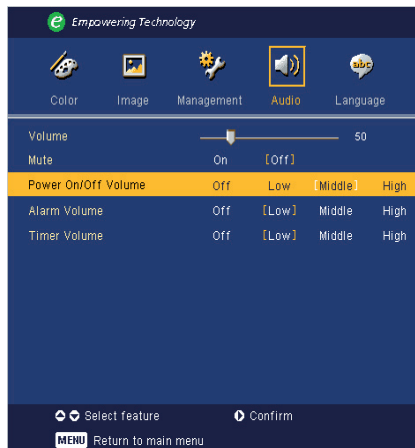 e Empowering Technology
abc
Color Image Management Audio Language
Volume 50
Mute On [Off]
Power On/Off Volume Off Low [Middle] High
Alarm Volume Off [Low] Middle High
Timer Volume Off [Low] Middle High
Select feature Confirm
MENU Return to main menu